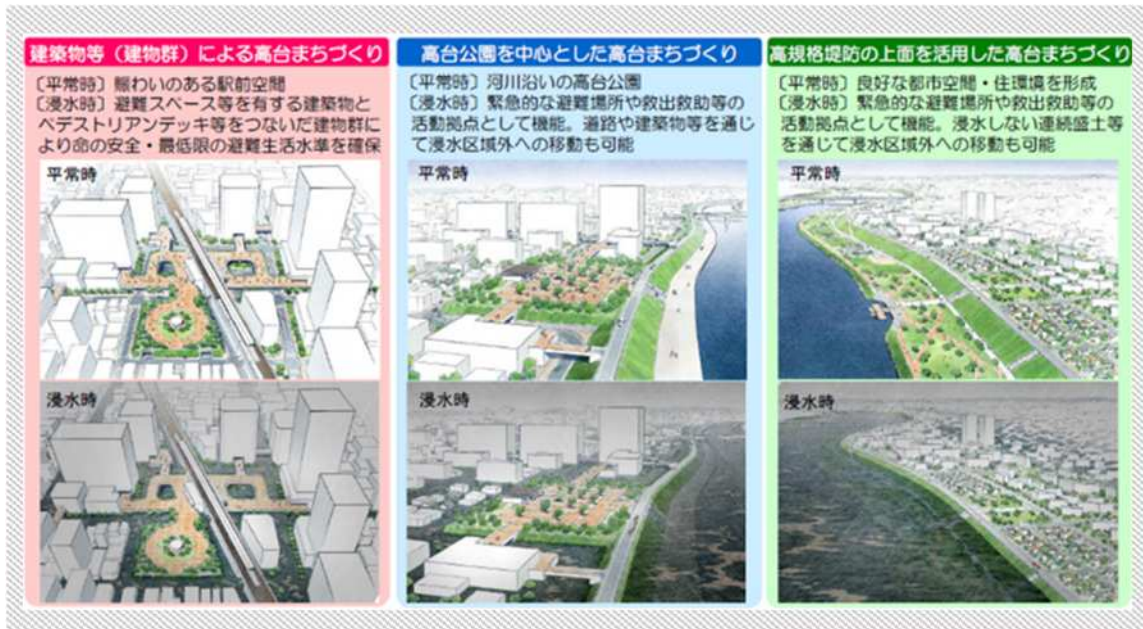 建築物等（建物群）による高台まちづくり
〔平常時〕賑わいのある駅前空間
〔浸水時〕避難スペース等を有する建築物と
ペデストリアンデッキ等をつないだ建物群に
より命の安全・最低限の避難生活水準を確保
平常時
浸水時
高台公園を中心とした高台まちづくり
〔平常時〕河川沿いの高台公園
〔浸水時〕緊急的な避難場所や救出救助等の
活動拠点として機能。道路や建築物等を通じ
て浸水区域外への移動も可能
平常時
浸水時
高規格堤防の上面を活用した高台まちづくり
〔平常時〕良好な都市空間・住環境を形成
〔浸水時〕緊急的な避難場所や救出救助等の
活動拠点として機能。浸水しない連続盛土等
を通じて浸水区域外への移動も可能
平常時
浸水時